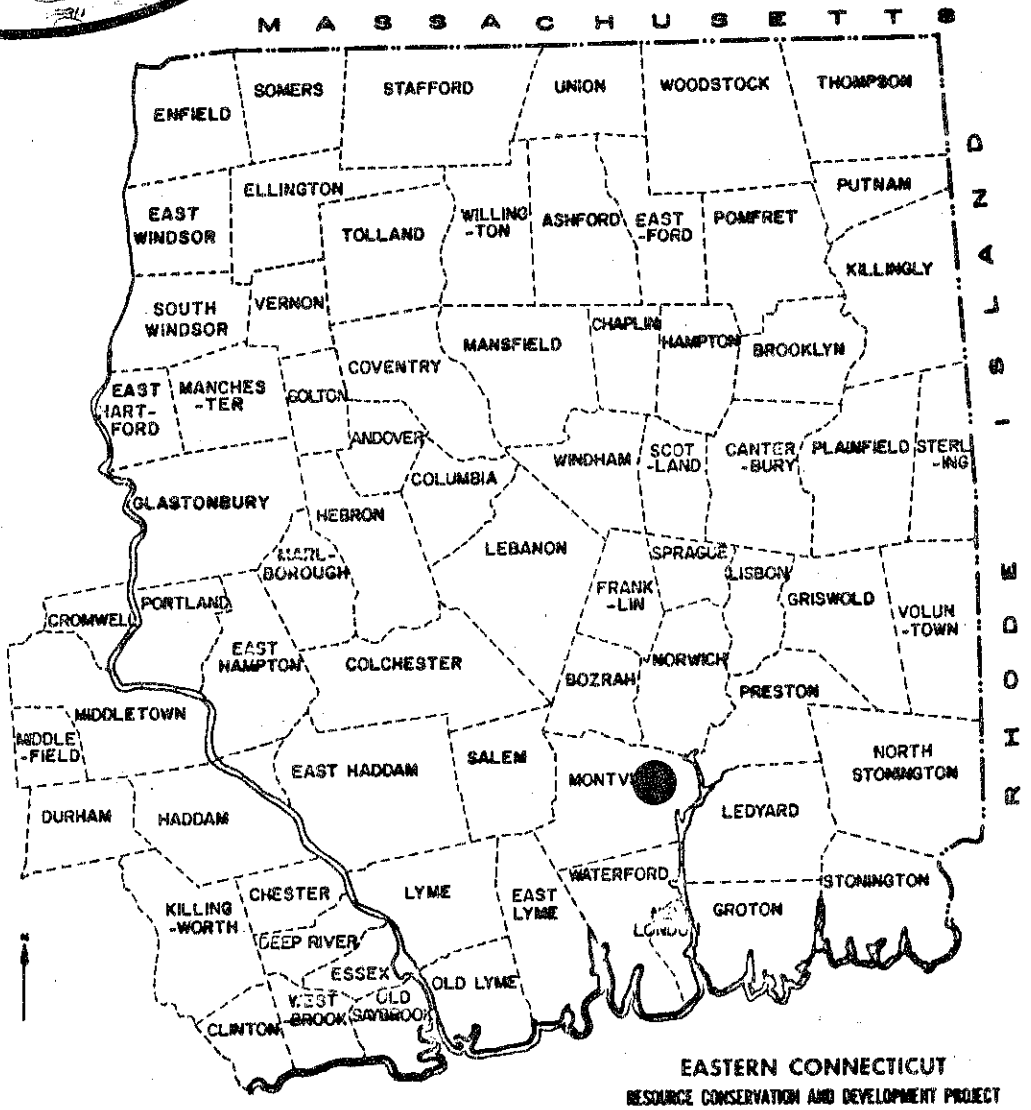 MASSACHUSETTS
ENFIELD
SOMERS
STAFFORD
UNION
WOODSTOCK
THOMPSON
RHODE ISLAND
EAST
WINDSOR
ELLINGTON
TOLLAND
WILLING
-TON
ASHFORD
EAST
-FORD
POMFRET
PUTNAM
KILLINGLY
SOUTH
WINDSOR
VERNON
COVENTRY
MANSFIELD
CHAPLIN
HAMPTON
BROOKLYN
EAST
HART-
FORD
MANCHES
-TER
BOLTON
ANDOVER
COLUMBIA
WINDHAM
SCOT
-LAND
CANTER
-BURY
PLAINFIELD
STERL
-ING
GLASTONBURY
HEBRON
MARL-
BOROUGH
LEBANON
FRANK
-LIN
SPRAGUE
LISBON
GRISWOLD
VOLUN
-TOWN
CROMWELL
PORTLAND
EAST
HAMPTON
COLCHESTER
BOZRAH
NORWICH
PRESTON
MIDDLETOWN
MIDDLE
-FIELD
EAST HADDAM
SALEM
MONTV
NORTH
STONINGTON
DURHAM
HADDAM
LEDYARD
KILLING
-WORTH
CHESTER
LYME
EAST
LYME
WATERFORD
GROTON
STONINGTON
DEEP RIVER
ESSEX
OLD LYME
LONDON
CLINTON
WEST
-BROOK
OLD
SAYBROOK
N
EASTERN CONNECTICUT
RESOURCE CONSERVATION AND DEVELOPMENT PROJECT